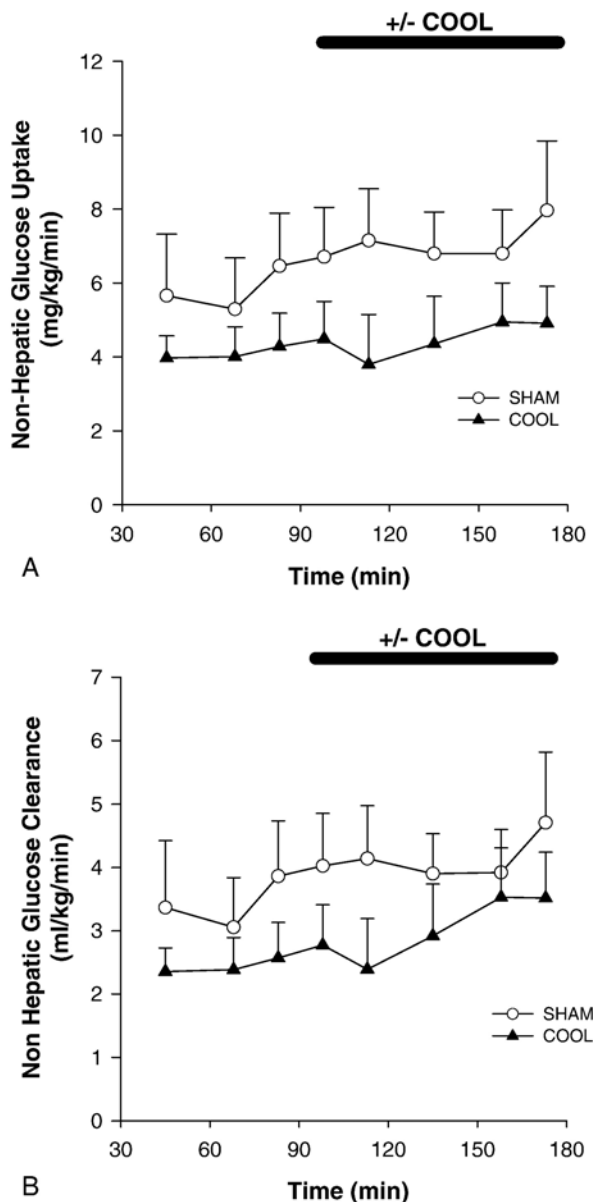 +/- COOL
12
10
8
6
4
2
0
Non-Hepatic Glucose Uptake
(mg/kg/min)
SHAM
COOL
30 60 90 120 150 180
Time (min)
A
+/- COOL
7
6
5
4
3
2
1
0
Non Hepatic Glucose Clearance
(ml/kg/min)
SHAM
COOL
30 60 90 120 150 180
Time (min)
B